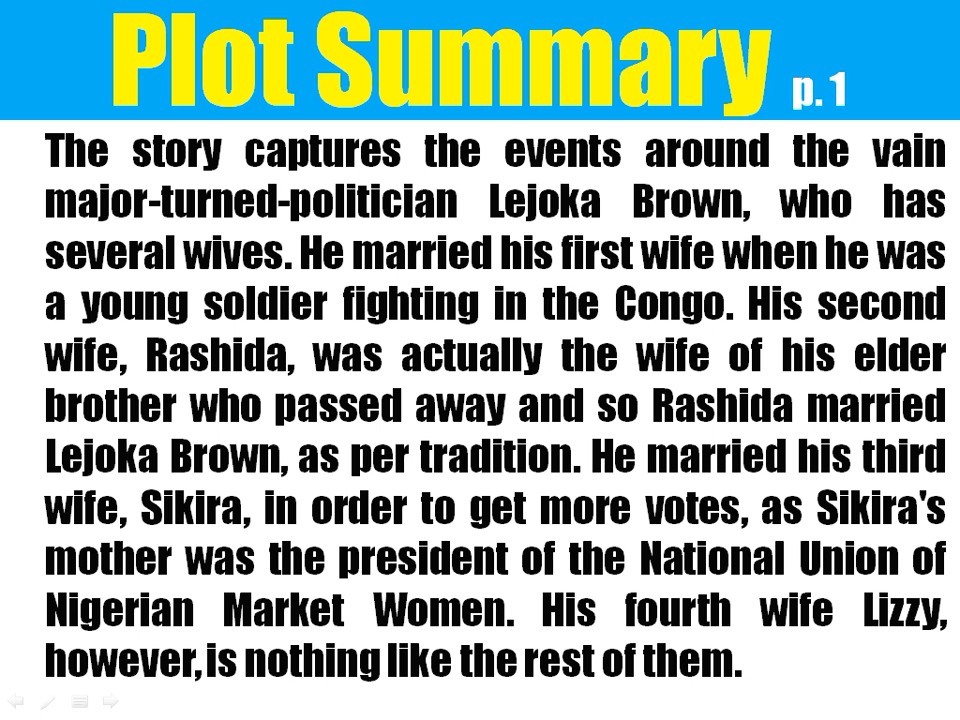 Plot Summary p. 1
The story captures the events around the vain
major-turned-politician Lejoka Brown, who has
several wives. He married his first wife when he was
a young soldier fighting in the Congo. His second
wife, Rashida, was actually the wife of his elder
brother who passed away and so Rashida married
Lejoka Brown, as per tradition. He married his third
wife, Sikira, in order to get more votes, as Sikira's
mother was the president of the National Union of
Nigerian Market Women. His fourth wife Lizzy,
however, is nothing like the rest of them.